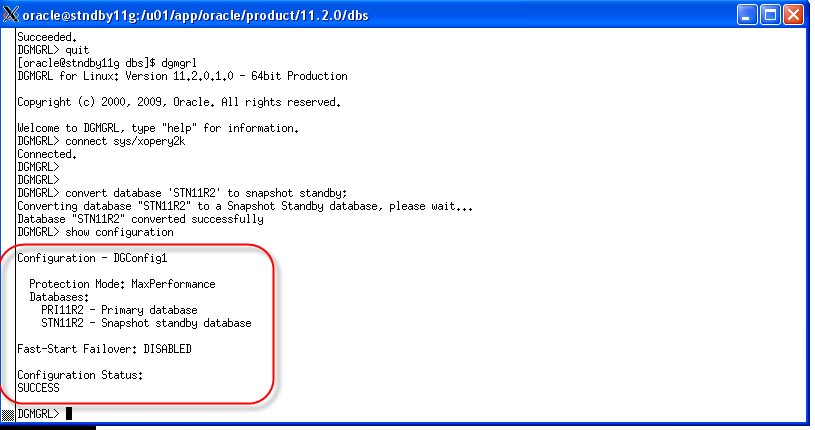 oracle@stndby11g:/u01/app/oracle/product/11.2.0/dbs
Succeeded.
DGMGRL> quit
[oracle@stndby11g dbs]$ dgmgrl
DGMGRL for Linux: Version 11.2.0.1.0 - 64bit Production
Copyright (c) 2000, 2009, Oracle. All rights reserved.
Welcome to DGMGRL, type "help" for information.
DGMGRL> connect sys/xopery2k
Connected.
DGMGRL>
DGMGRL>
DGMGRL> convert database 'STN11R2' to snapshot standby;
Converting database "STN11R2" to a Snapshot Standby database, please wait...
Database "STN11R2" converted successfully
DGMGRL> show configuration
Configuration - DGConfig1
Protection Mode: MaxPerformance
Databases:
PRI11R2 - Primary database
STN11R2 - Snapshot standby database
Fast-Start Failover: DISABLED
Configuration Status:
SUCCESS
DGMGRL>